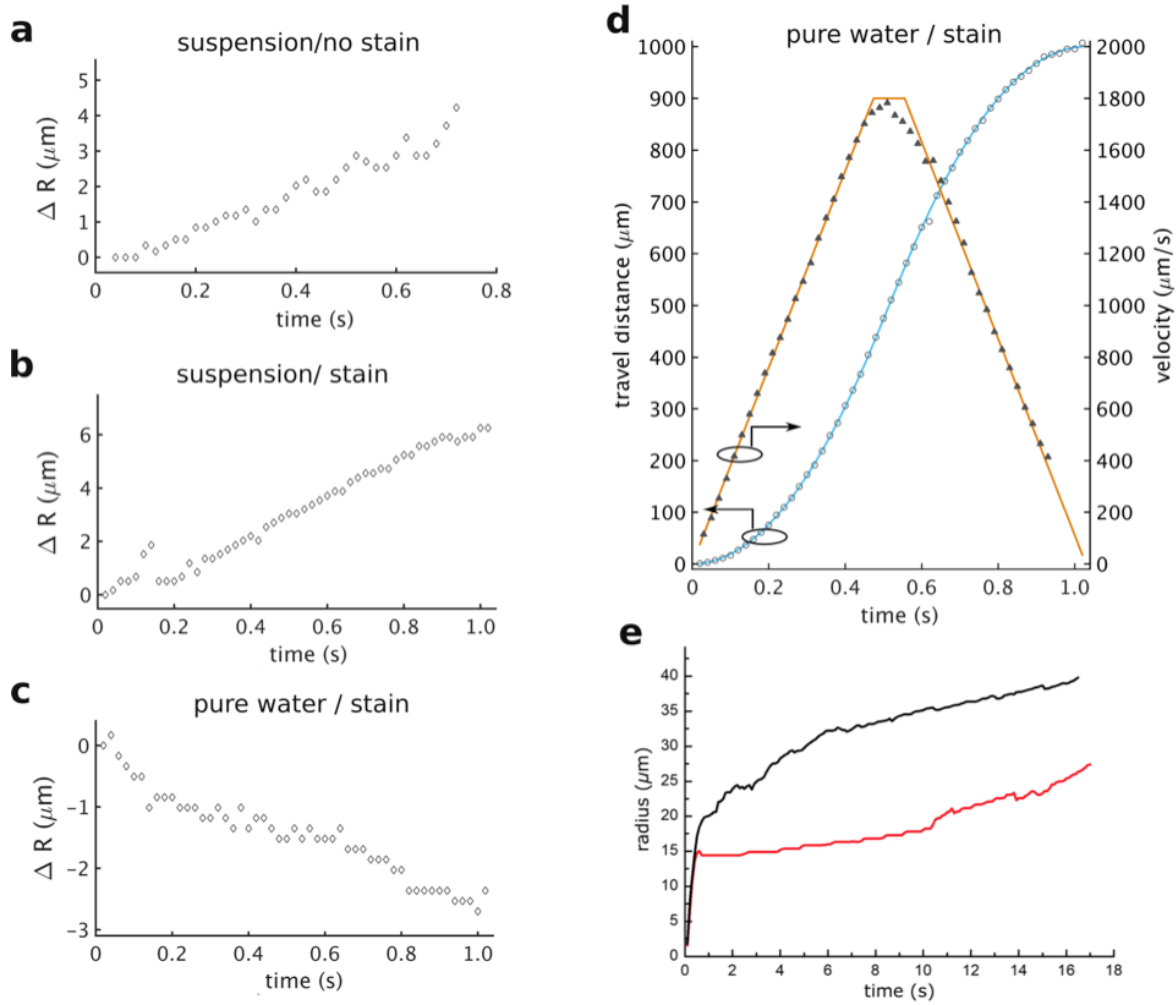 a
suspension/no stain
Δ R (μm)
5
4
3
2
1
0
0 0.2 0.4 0.6 0.8
time (s)
b
suspension/ stain
Δ R (μm)
6
4
2
0
0 0.2 0.4 0.6 0.8 1.0
time (s)
c
pure water / stain
Δ R (μm)
0
-1
-2
-3
0 0.2 0.4 0.6 0.8 1.0
time (s)
d
pure water / stain
travel distance (μm)
1000
900
800
700
600
500
400
300
200
100
0
2000
1800
1600
1400
1200
1000
800
600
400
200
0
velocity (μm/s)
0 0.2 0.4 0.6 0.8 1.0
time (s)
e
radius (μm)
40
35
30
25
20
15
10
5
0
0 2 4 6 8 10 12 14 16 18
time (s)